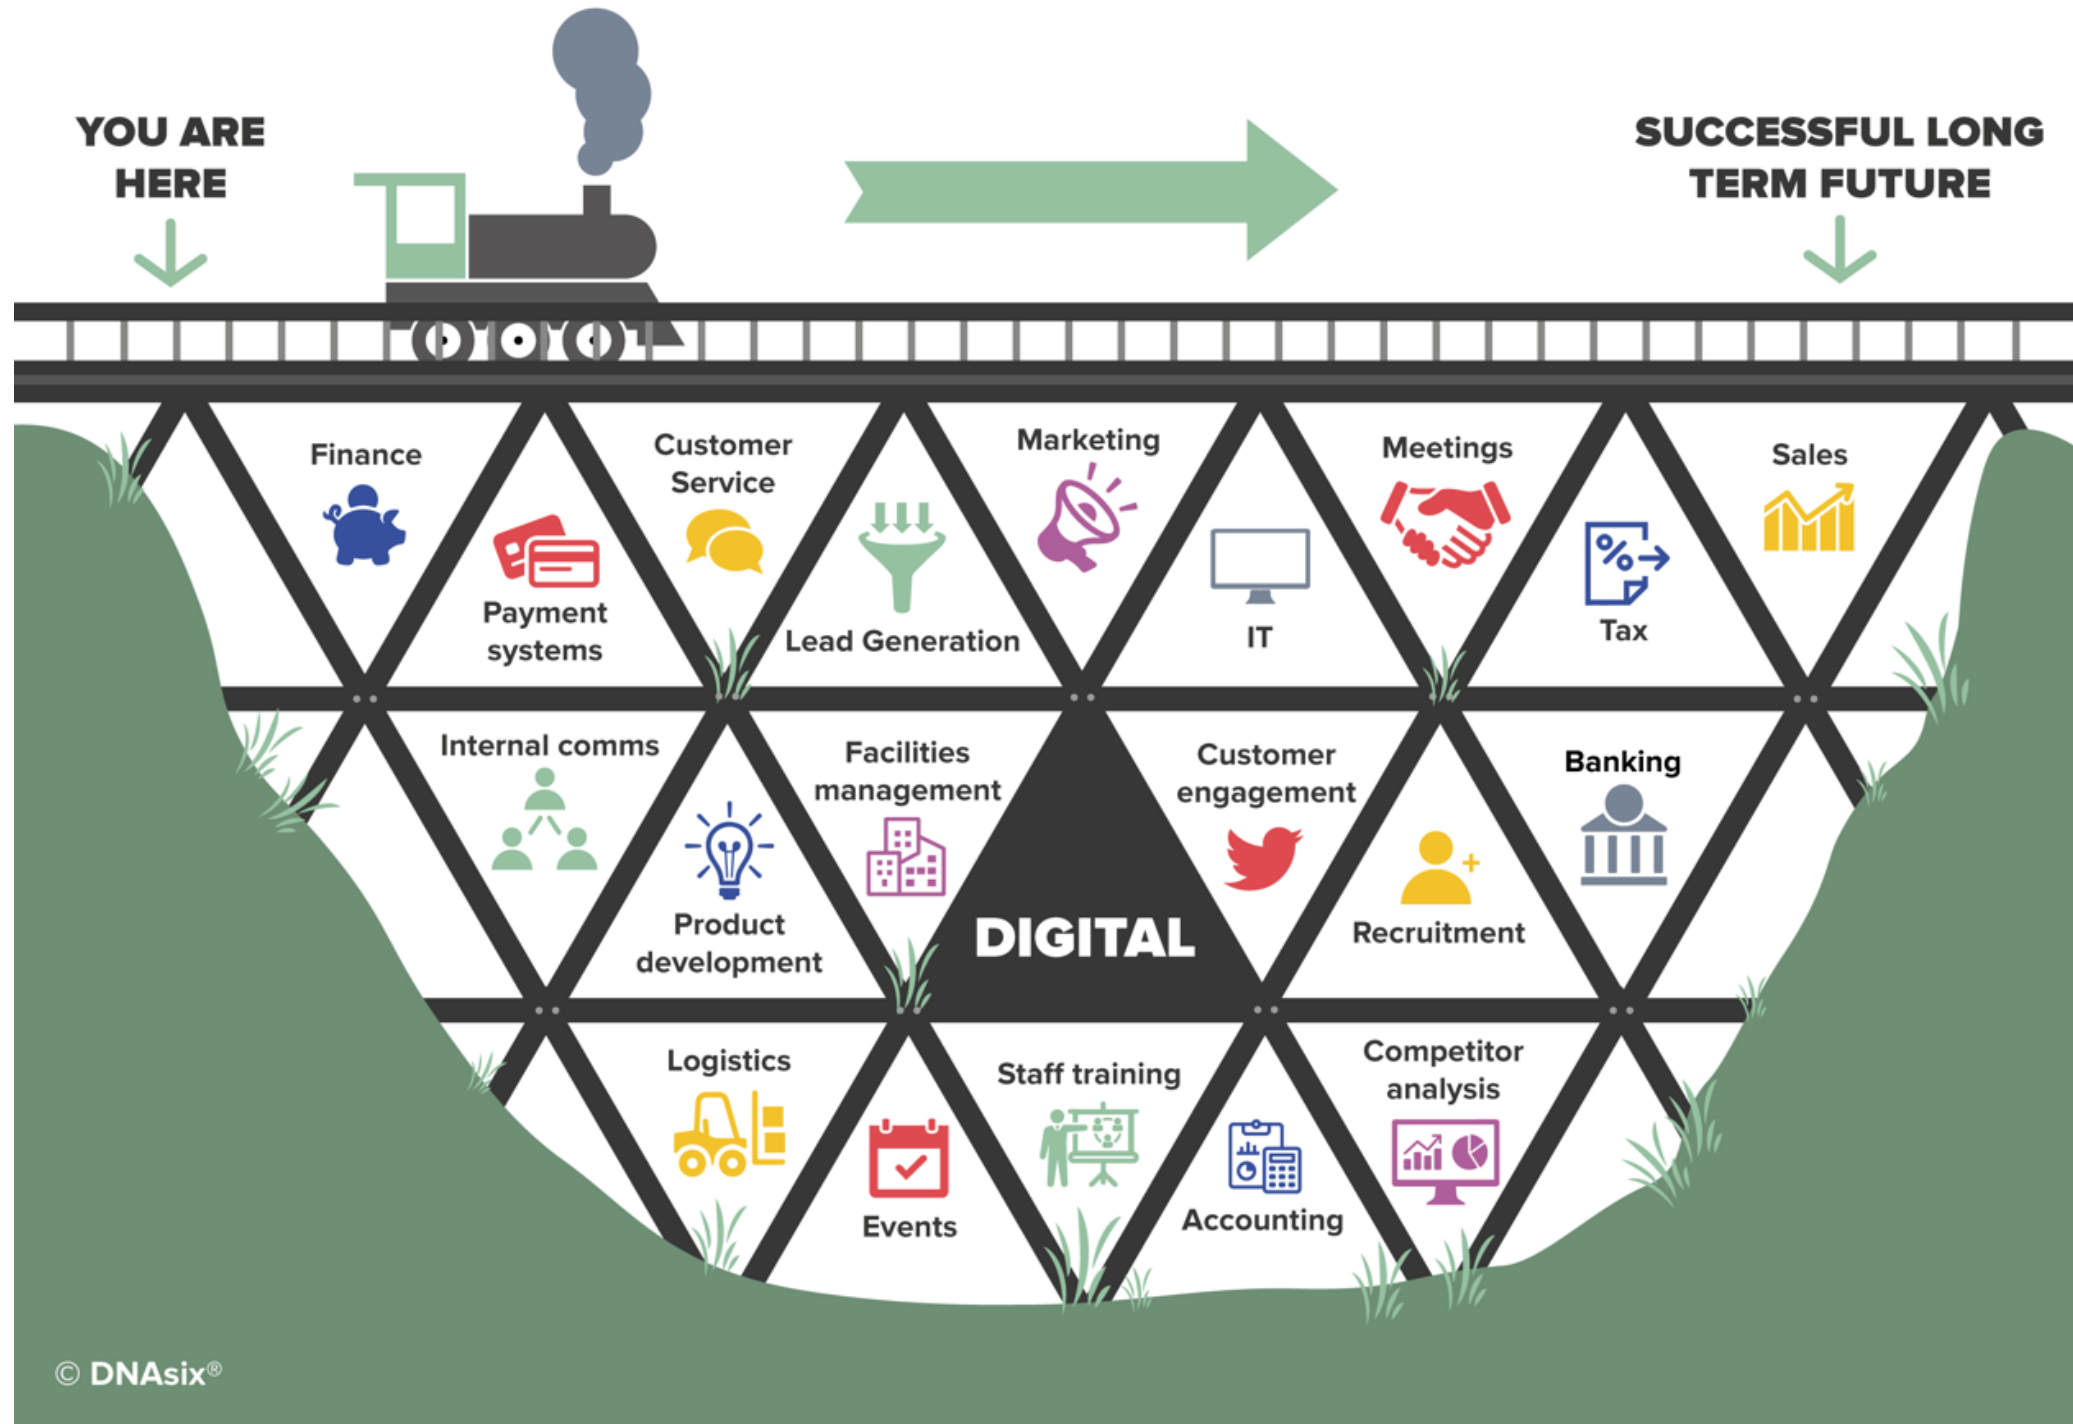 YOU ARE
HERE
SUCCESSFUL LONG
TERM FUTURE
Finance
Payment
systems
Customer
Service
Lead Generation
Marketing
IT
Meetings
Tax
Sales
Internal comms
Product
development
Facilities
management
DIGITAL
Customer
engagement
Recruitment
Banking
Logistics
Events
Staff training
Accounting
Competitor
analysis
© DNAsix®